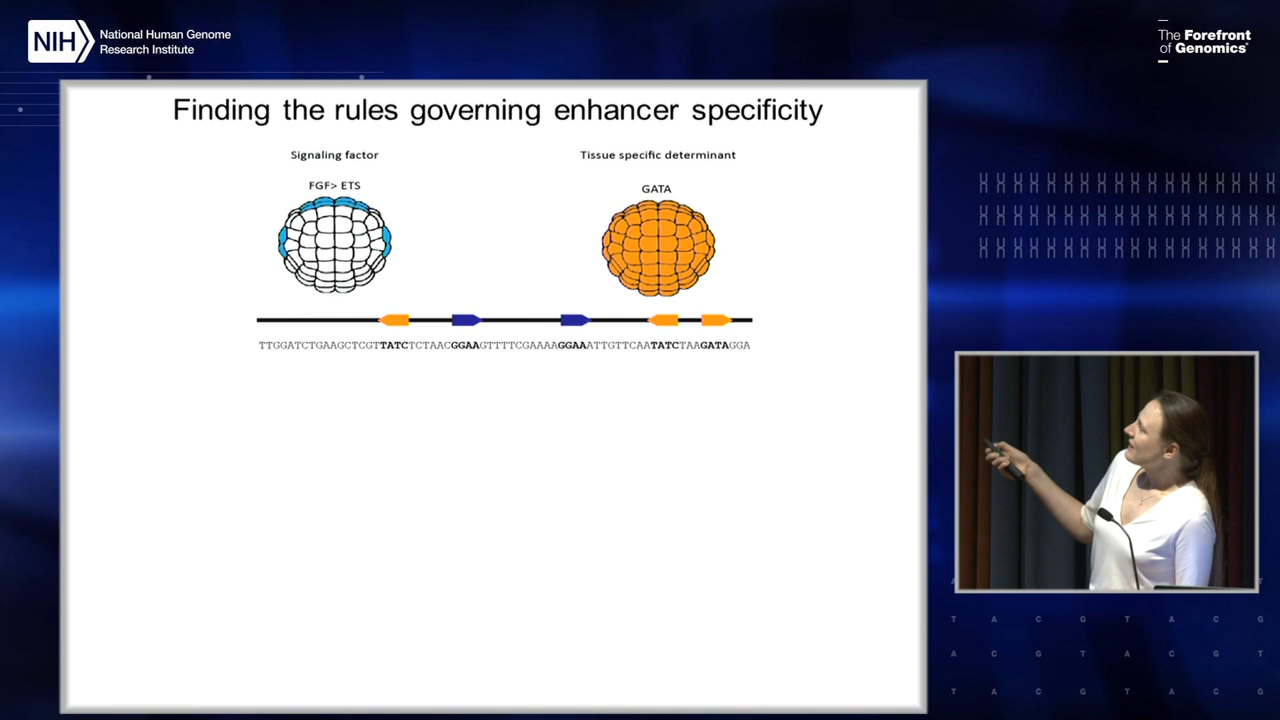 NIH
National Human Genome
Research Institute
The Forefront
of Genomics®
Finding the rules governing enhancer specificity
Signaling factor
Tissue specific determinant
FGF> ETS
GATA
TTGGATCTGAAGCTCGTTATCTCTAACGGAAGTTTTCGAAAAGGAAATTGTTCAATATCTAAGATAGGA
T A C G T A C G
A C G T A C G T
T A C G T A C G